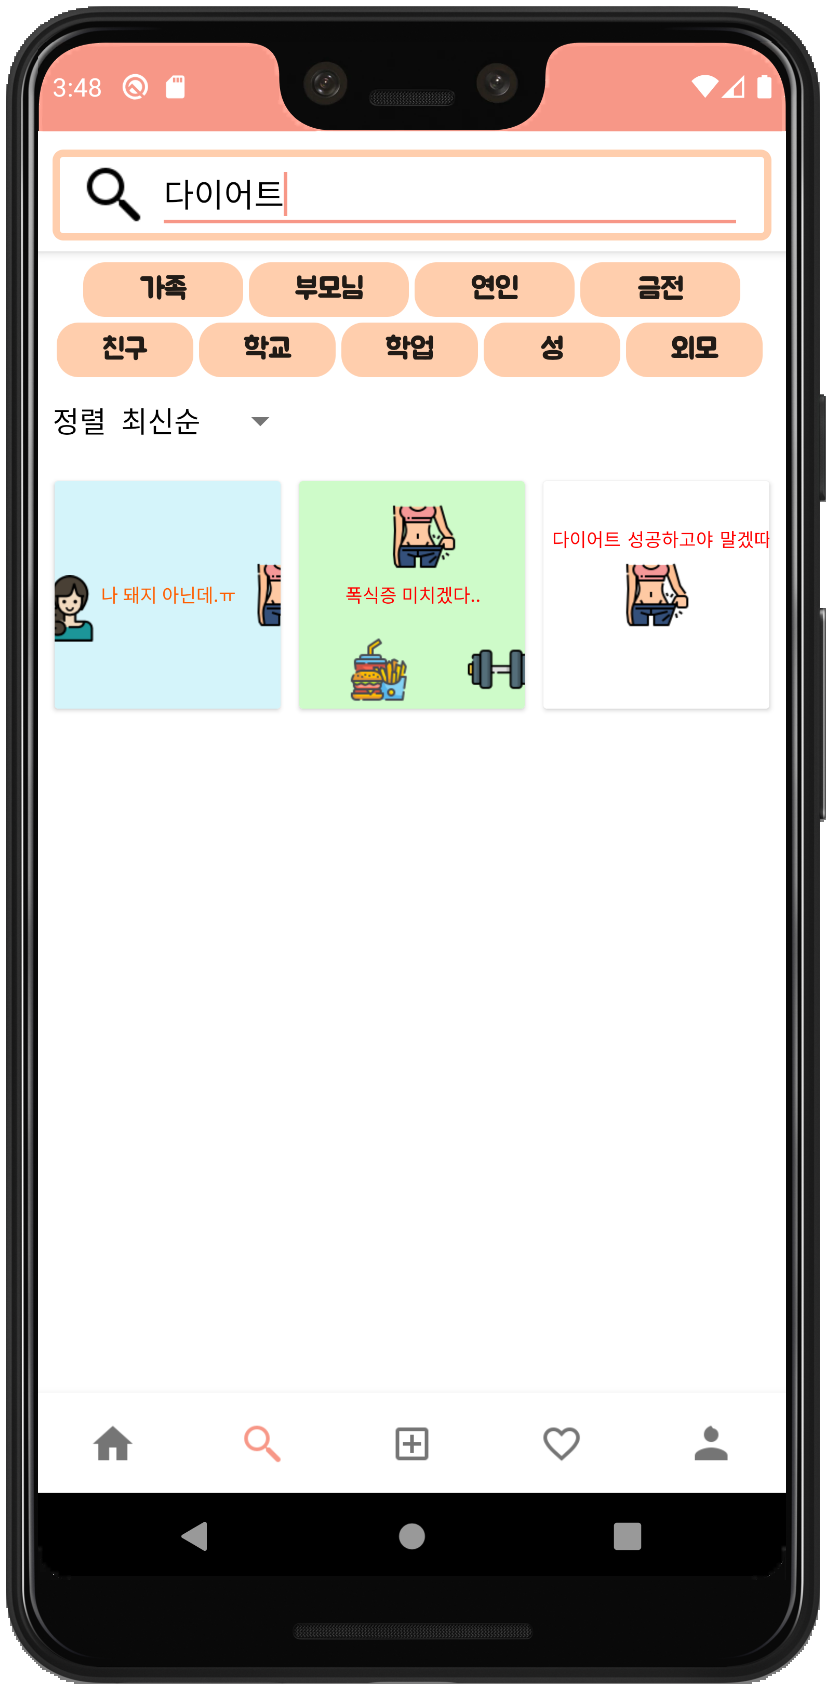 3:48
다이어트
가족 부모님 연인 금전
친구 학교 학업 성 외모
정렬 최신순
나 돼지 아닌데.ㅠ
폭식증 미치겠다..
다이어트 성공하고야 말겠따